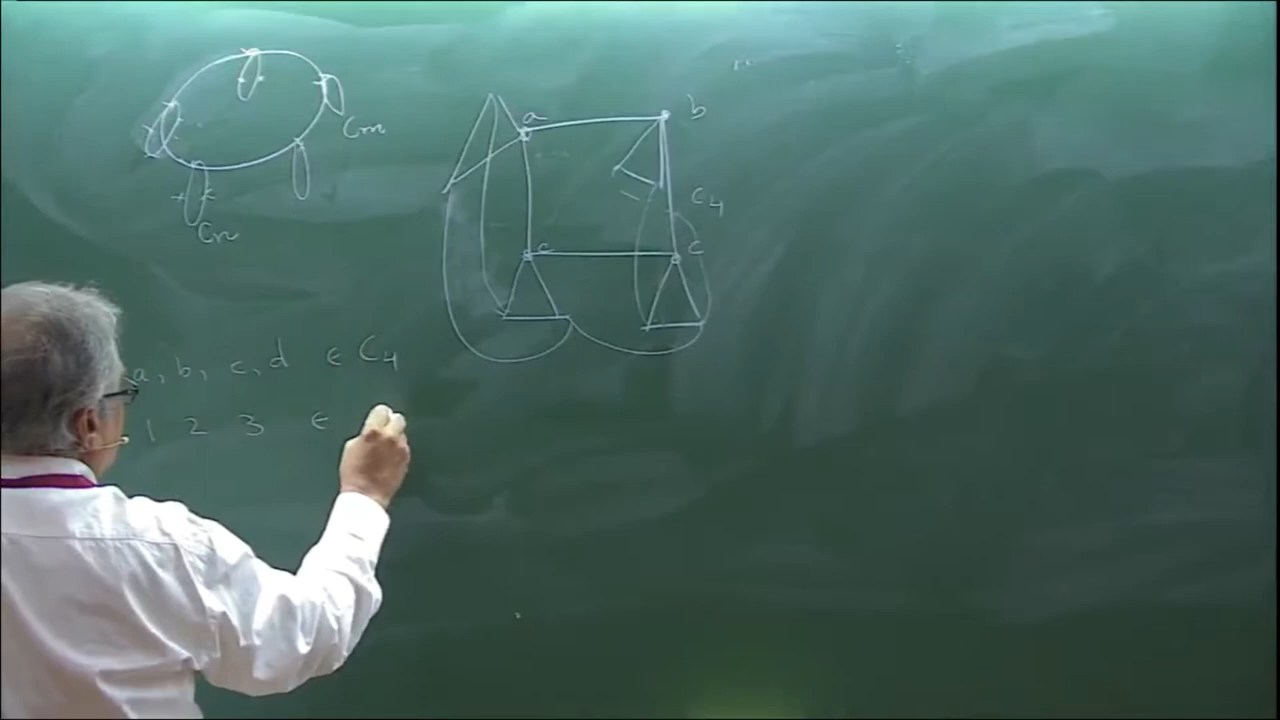 Cm
Cn
a b
C4
c c
a, b, c, d ∈ C4
1 2 3 ∈